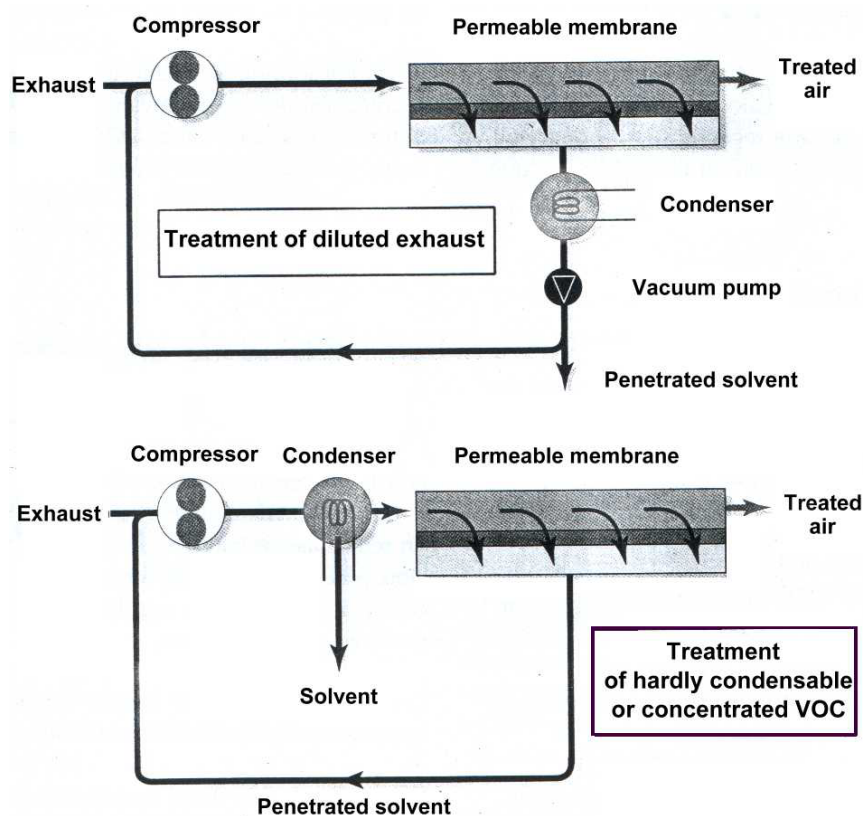 Compressor
Permeable membrane
Exhaust
Treated
air
Condenser
Treatment of diluted exhaust
Vacuum pump
Penetrated solvent
Compressor
Condenser
Permeable membrane
Exhaust
Treated
air
Solvent
Treatment
of hardly condensable
or concentrated VOC
Penetrated solvent